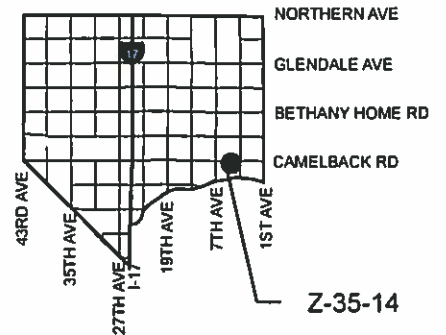 NORTHERN AVE
17
GLENDALE AVE
BETHANY HOME RD
CAMELBACK RD
43RD AVE
35TH AVE
27TH AVE
I-17
19TH AVE
7TH AVE
1ST AVE
Z-35-14